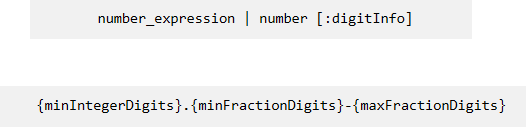 number_expression | number [:digitInfo]
{minIntegerDigits}.{minFractionDigits}-{maxFractionDigits}